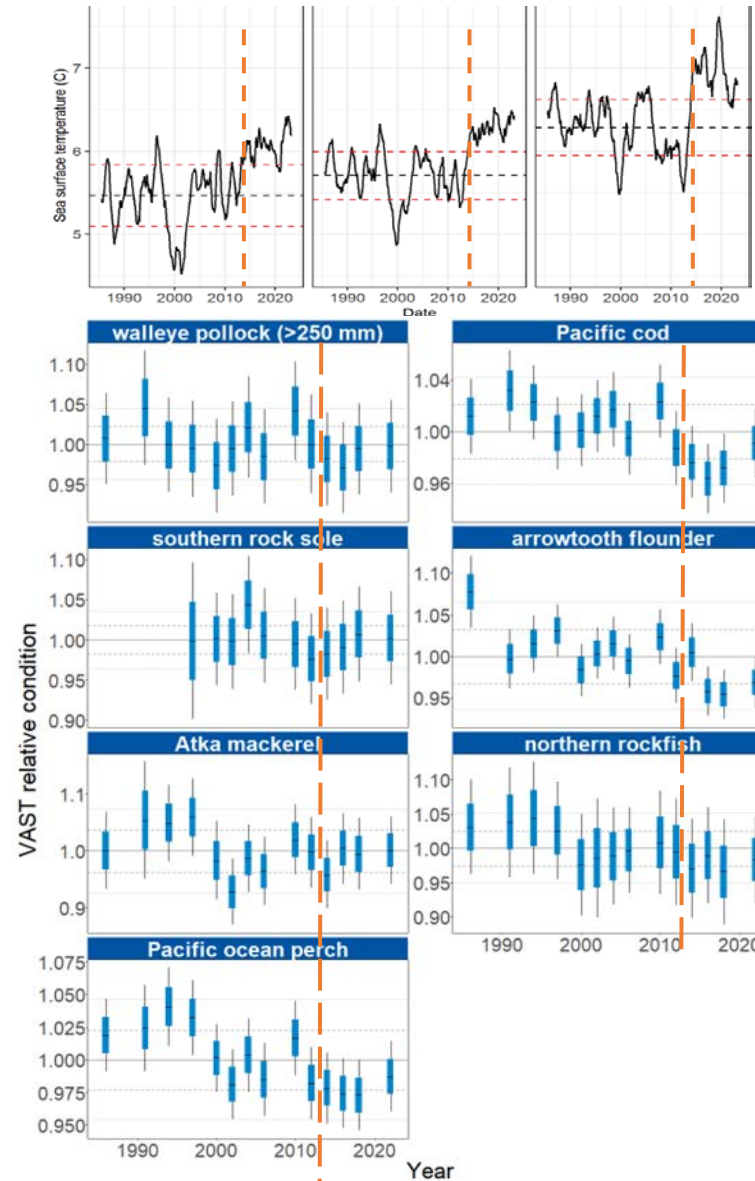 Sea surface temperature (C)
7
6
5
1990 2000 2010 2020 1990 2000 2010 2020 1990 2000 2010 2020
Date
walleye pollock (>250 mm)
1.10
1.05
1.00
0.95
Pacific cod
1.04
1.00
0.96
southern rock sole
1.10
1.05
1.00
0.95
0.90
arrowtooth flounder
1.10
1.05
1.00
0.95
VAST relative condition
Atka mackerel
1.1
1.0
0.9
northern rockfish
1.10
1.05
1.00
0.95
0.90
1990 2000 2010 202
Pacific ocean perch
1.075
1.050
1.025
1.000
0.975
0.950
1990 2000 2010 2020
Year